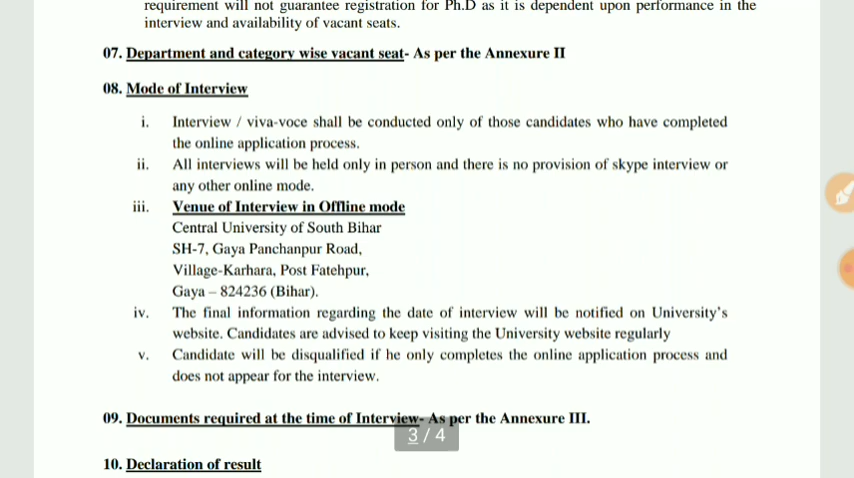 requirement will not guarantee registration for Ph.D as it is dependent upon performance in the
interview and availability of vacant seats.
07. Department and category wise vacant seat- As per the Annexure II
08. Mode of Interview
i. Interview / viva-voce shall be conducted only of those candidates who have completed
the online application process.
ii. All interviews will be held only in person and there is no provision of skype interview or
any other online mode.
iii. Venue of Interview in Offline mode
Central University of South Bihar
SH-7, Gaya Panchanpur Road,
Village-Karhara, Post Fatehpur,
Gaya – 824236 (Bihar).
iv. The final information regarding the date of interview will be notified on University's
website. Candidates are advised to keep visiting the University website regularly
v. Candidate will be disqualified if he only completes the online application process and
does not appear for the interview.
09. Documents required at the time of Interview- As per the Annexure III.
3 / 4
10. Declaration of result